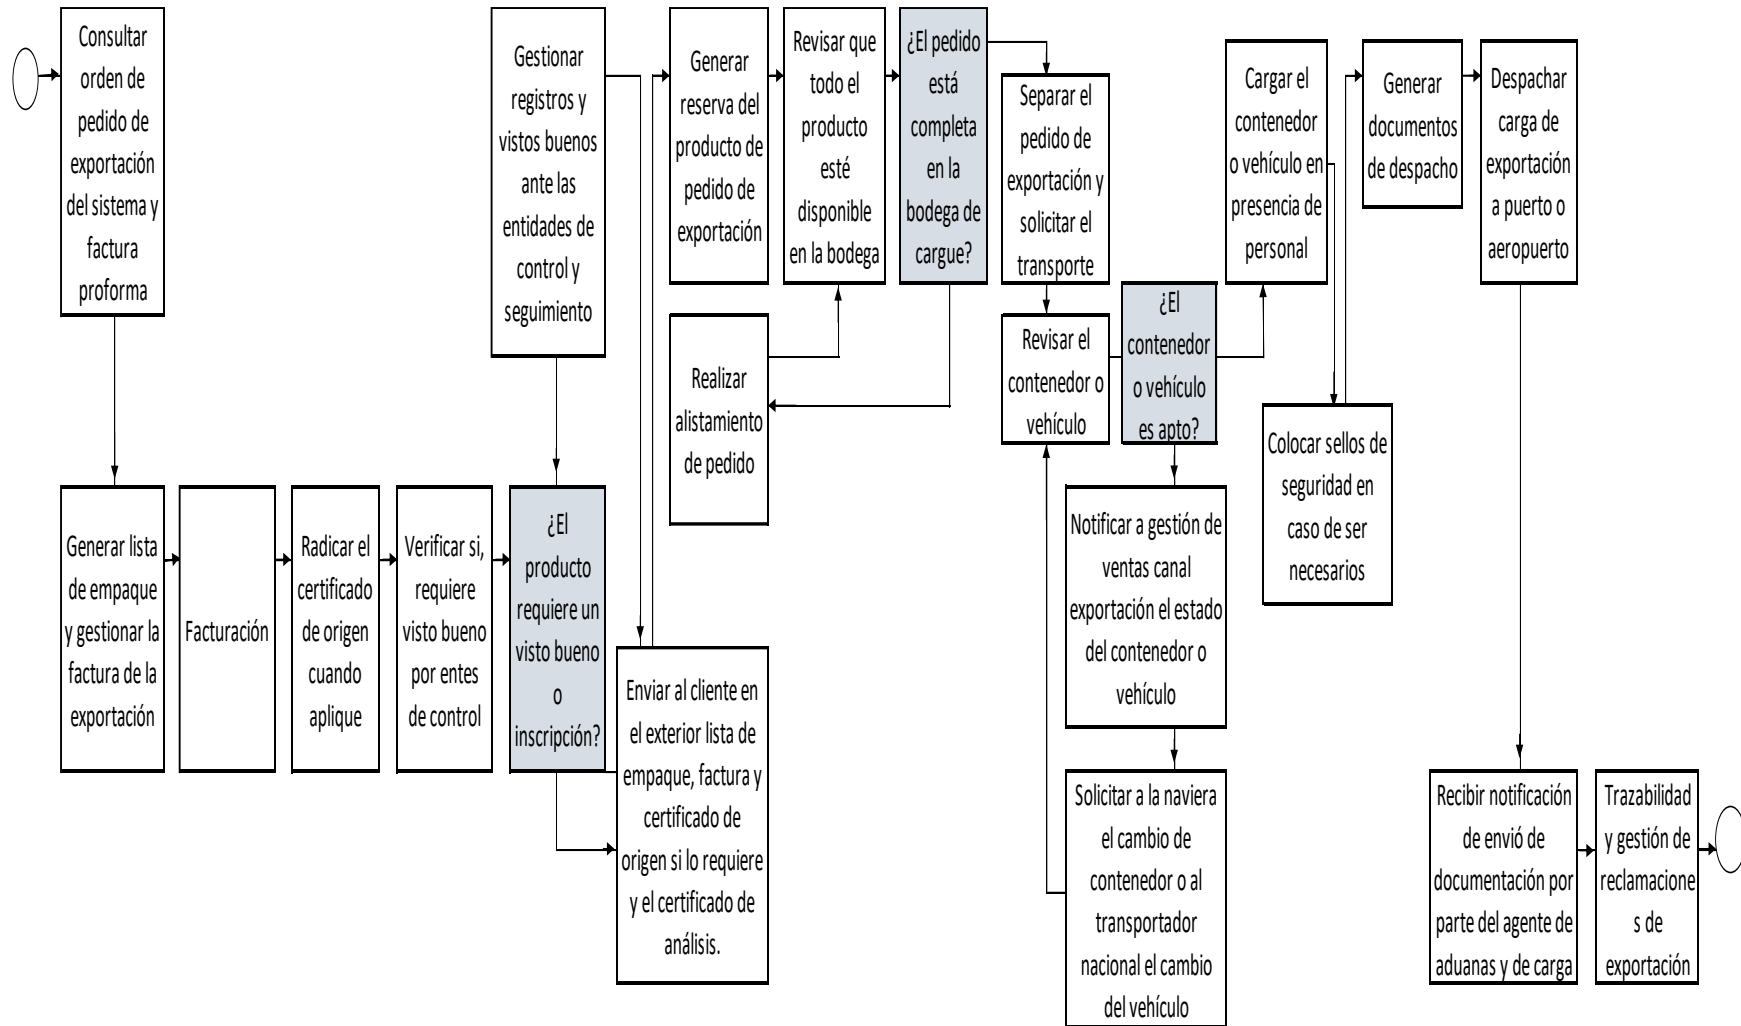 Consultar
orden de
pedido de
exportación
del sistema y
factura
proforma
Generar lista
de empaque
y gestionar la
factura de la
exportación
Facturación
Radicar el
certificado
de origen
cuando
aplique
Verificar si,
requiere
visto bueno
por entes
de control
¿El
producto
requiere un
visto bueno
o
inscripción?
Gestionar
registros y
vistos buenos
ante las
entidades de
control y
seguimiento
Enviar al cliente en
el exterior lista de
empaque, factura y
certificado de
origen si lo requiere
y el certificado de
análisis.
Generar
reserva del
producto de
pedido de
exportación
Revisar que
todo el
producto
esté
disponible
en la bodega
¿El pedido
está
completa
en la
bodega de
cargue?
Realizar
alistamiento
de pedido
Separar el
pedido de
exportación y
solicitar el
transporte
Revisar el
contenedor o
vehículo
¿El
contenedor
o vehículo
es apto?
Notificar a gestión de
ventas canal
exportación el estado
del contenedor o
vehículo
Solicitar a la naviera
el cambio de
contenedor o al
transportador
nacional el cambio
del vehículo
Cargar el
contenedor
o vehículo en
presencia de
personal
Colocar sellos de
seguridad en
caso de ser
necesarios
Generar
documentos
de despacho
Despachar
carga de
exportación
a puerto o
aeropuerto
Recibir notificación
de envió de
documentación por
parte del agente de
aduanas y de carga
Trazabilidad
y gestión de
reclamacione
s de
exportación